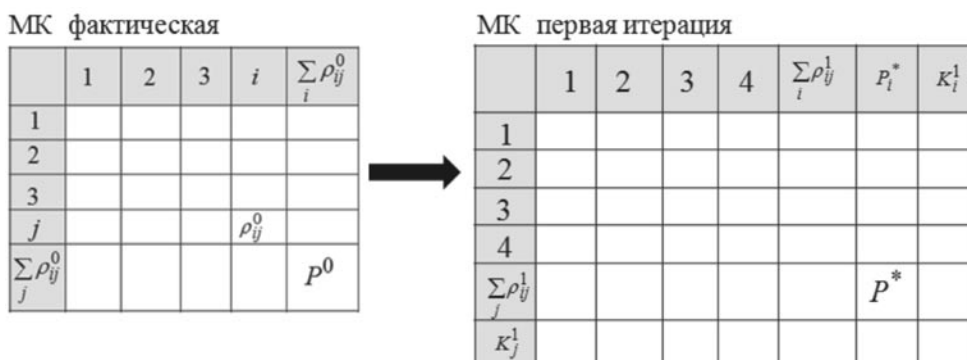 МК фактическая
1 2 3 i ∑ρ⁰ᵢⱼ i
1
2
3
j ρ⁰ᵢⱼ
∑ρ⁰ᵢⱼ j P⁰
МК первая итерация
1 2 3 4 ∑ρ¹ᵢⱼ i Pᵢ* Kᵢ¹
1
2
3
4
∑ρ¹ᵢⱼ j P*
Kⱼ¹